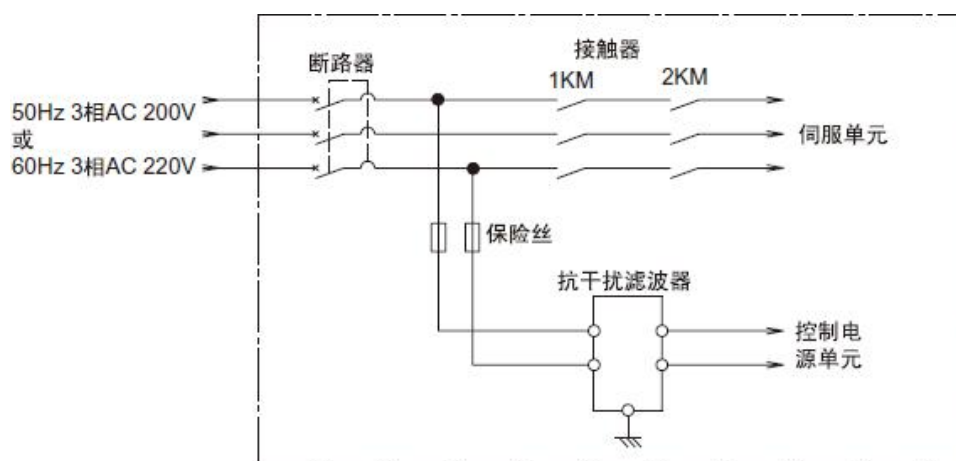 接触器
断路器
1KM
2KM
50Hz 3相AC 200V
或
60Hz 3相AC 220V
伺服单元
保险丝
抗干扰滤波器
控制电
源单元